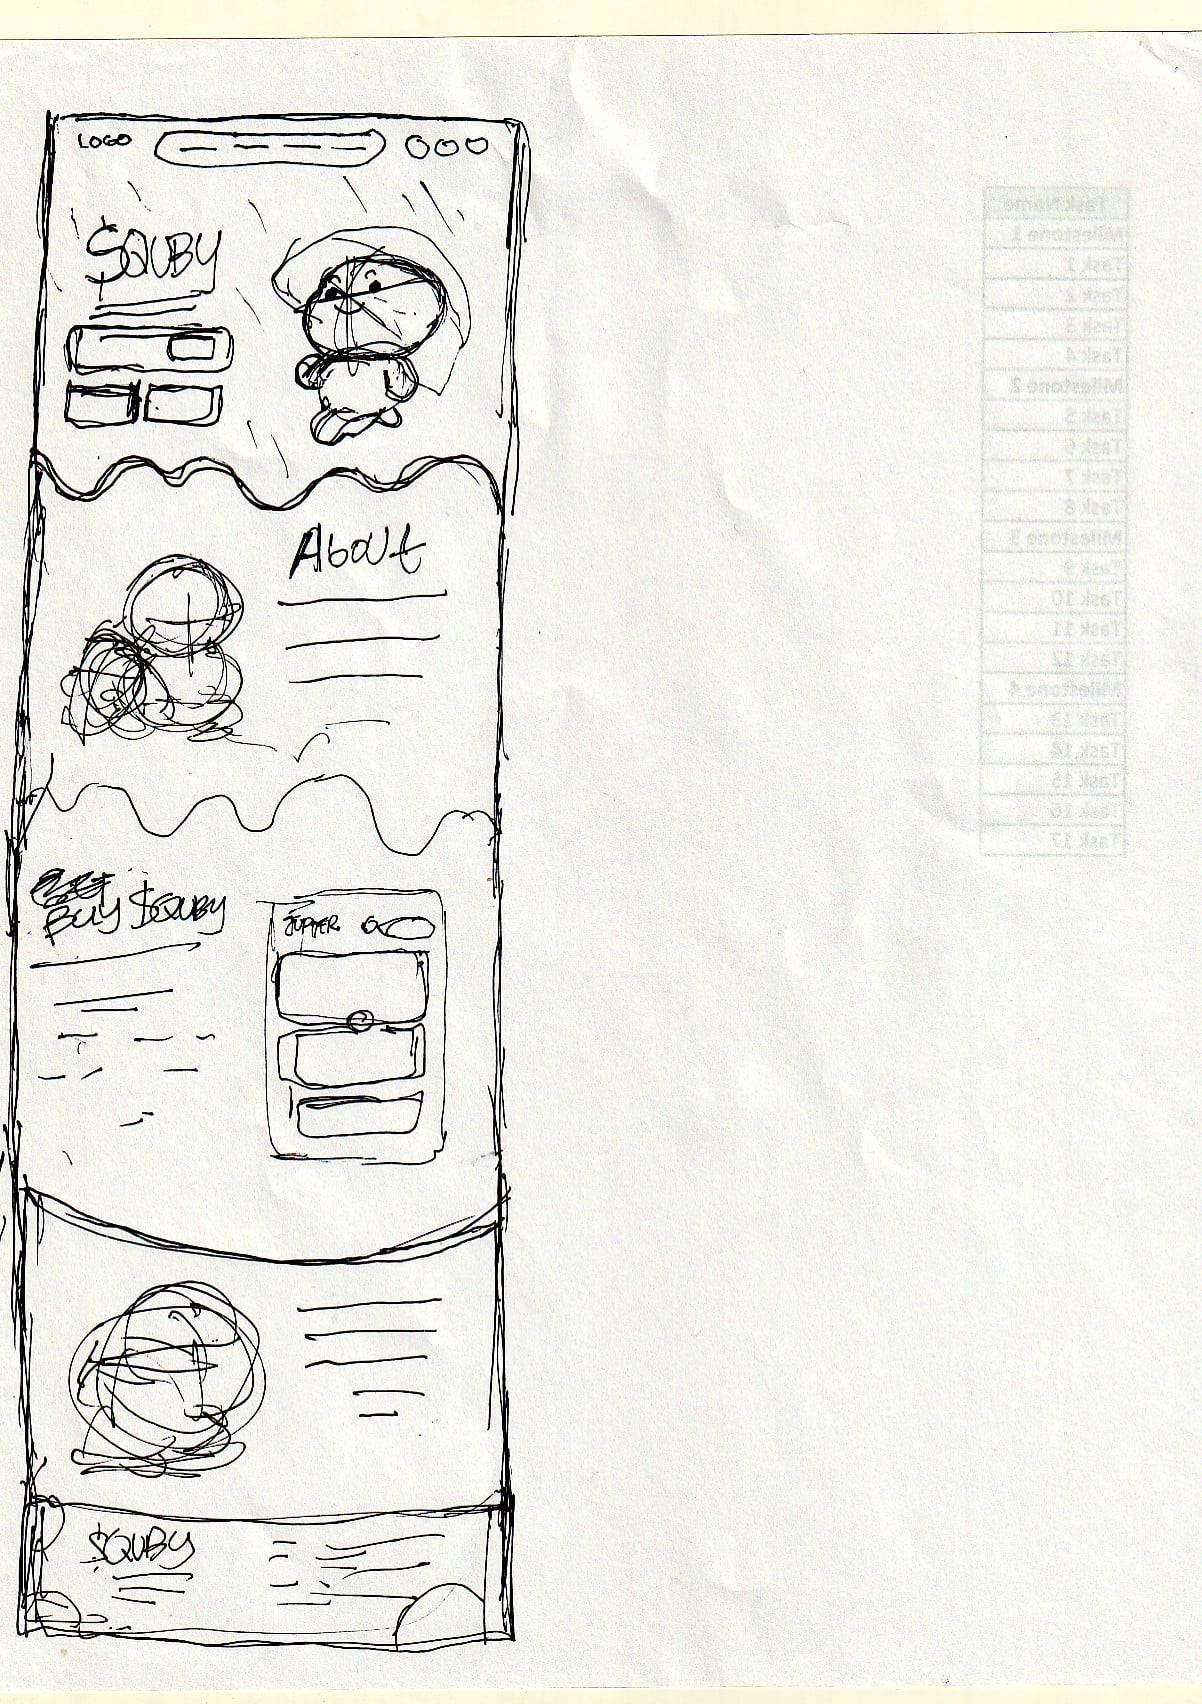 LOGO
$QUBY
About
BUY $QUBY
JUPITER
$QUBY
Task Name
Milestone 1
Task 1
Task 2
Task 3
Task 4
Milestone 2
Task 5
Task 6
Task 7
Task 8
Milestone 3
Task 9
Task 10
Task 11
Task 12
Milestone 4
Task 13
Task 14
Task 15
Task 16
Task 17